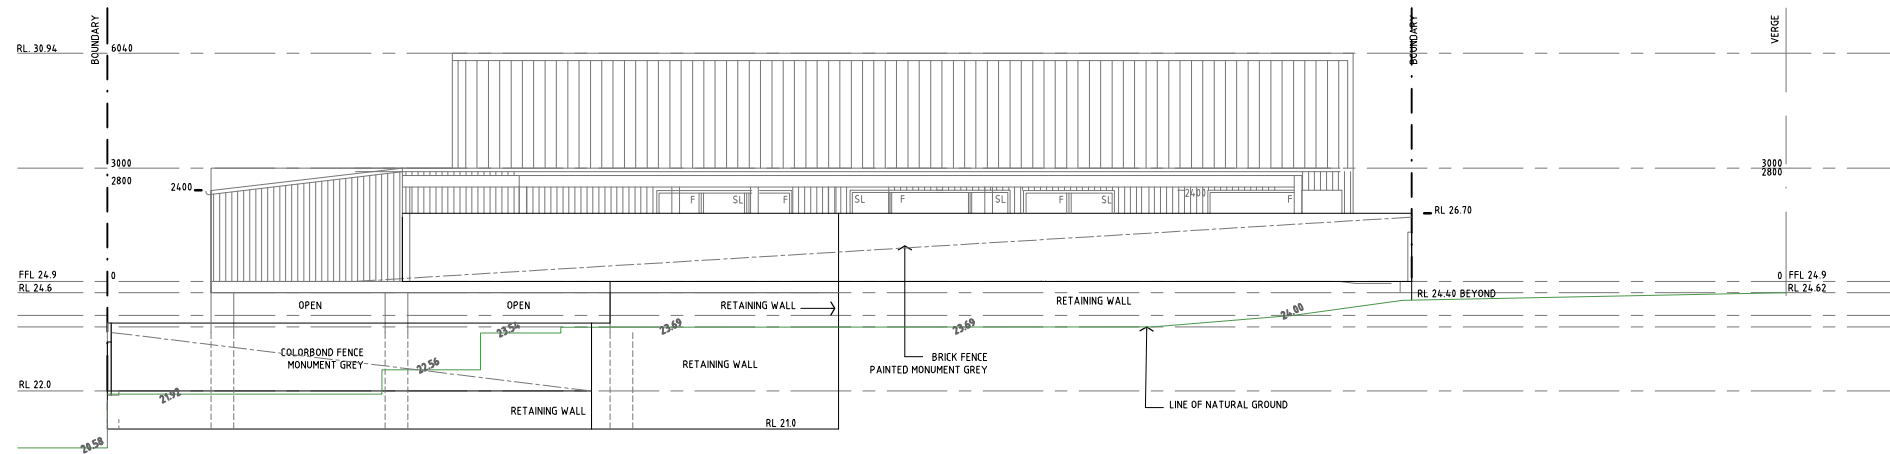 BOUNDARY
BOUNDARY
VERGE
RL. 30.94
6040
3000
2800
3000
2800
2400
F
SL
F
SL
F
SL
F
SL
2400
F
RL 26.70
FFL 24.9
0
0
FFL 24.9
RL 24.6
RL 24.62
RL 24.40 BEYOND
OPEN
OPEN
RETAINING WALL
RETAINING WALL
24.00
23.54
23.69
23.69
COLORBOND FENCE
MONUMENT GREY
22.56
RETAINING WALL
BRICK FENCE
PAINTED MONUMENT GREY
RL 22.0
21.92
RETAINING WALL
LINE OF NATURAL GROUND
RL 21.0
20.58